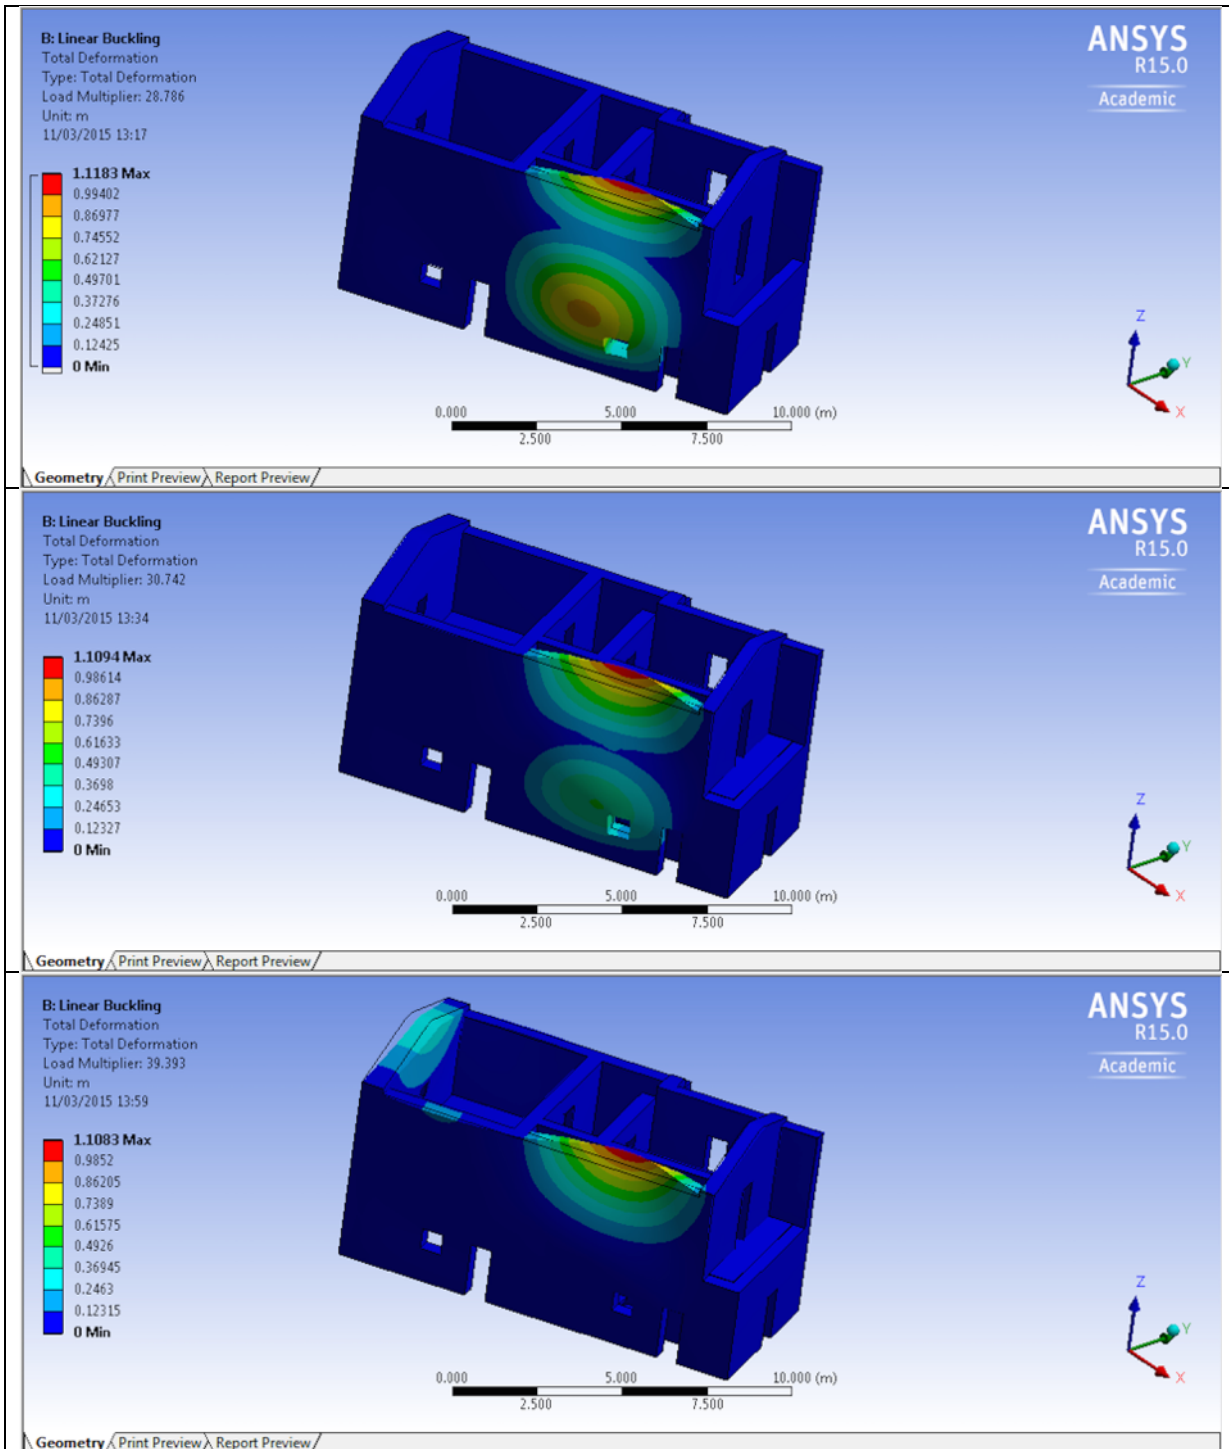 B: Linear Buckling
Total Deformation
Type: Total Deformation
Load Multiplier: 28.786
Unit: m
11/03/2015 13:17
ANSYS
R15.0
Academic
1.1183 Max
0.99402
0.86977
0.74552
0.62127
0.49701
0.37276
0.24851
0.12425
0 Min
Z
Y
X
0.000 5.000 10.000 (m)
2.500 7.500
Geometry Print Preview Report Preview
B: Linear Buckling
Total Deformation
Type: Total Deformation
Load Multiplier: 30.742
Unit: m
11/03/2015 13:34
ANSYS
R15.0
Academic
1.1094 Max
0.98614
0.86287
0.7396
0.61633
0.49307
0.3698
0.24653
0.12327
0 Min
Z
Y
X
0.000 5.000 10.000 (m)
2.500 7.500
Geometry Print Preview Report Preview
B: Linear Buckling
Total Deformation
Type: Total Deformation
Load Multiplier: 39.393
Unit: m
11/03/2015 13:59
ANSYS
R15.0
Academic
1.1083 Max
0.9852
0.86205
0.7389
0.61575
0.4926
0.36945
0.2463
0.12315
0 Min
Z
Y
X
0.000 5.000 10.000 (m)
2.500 7.500
Geometry Print Preview Report Preview